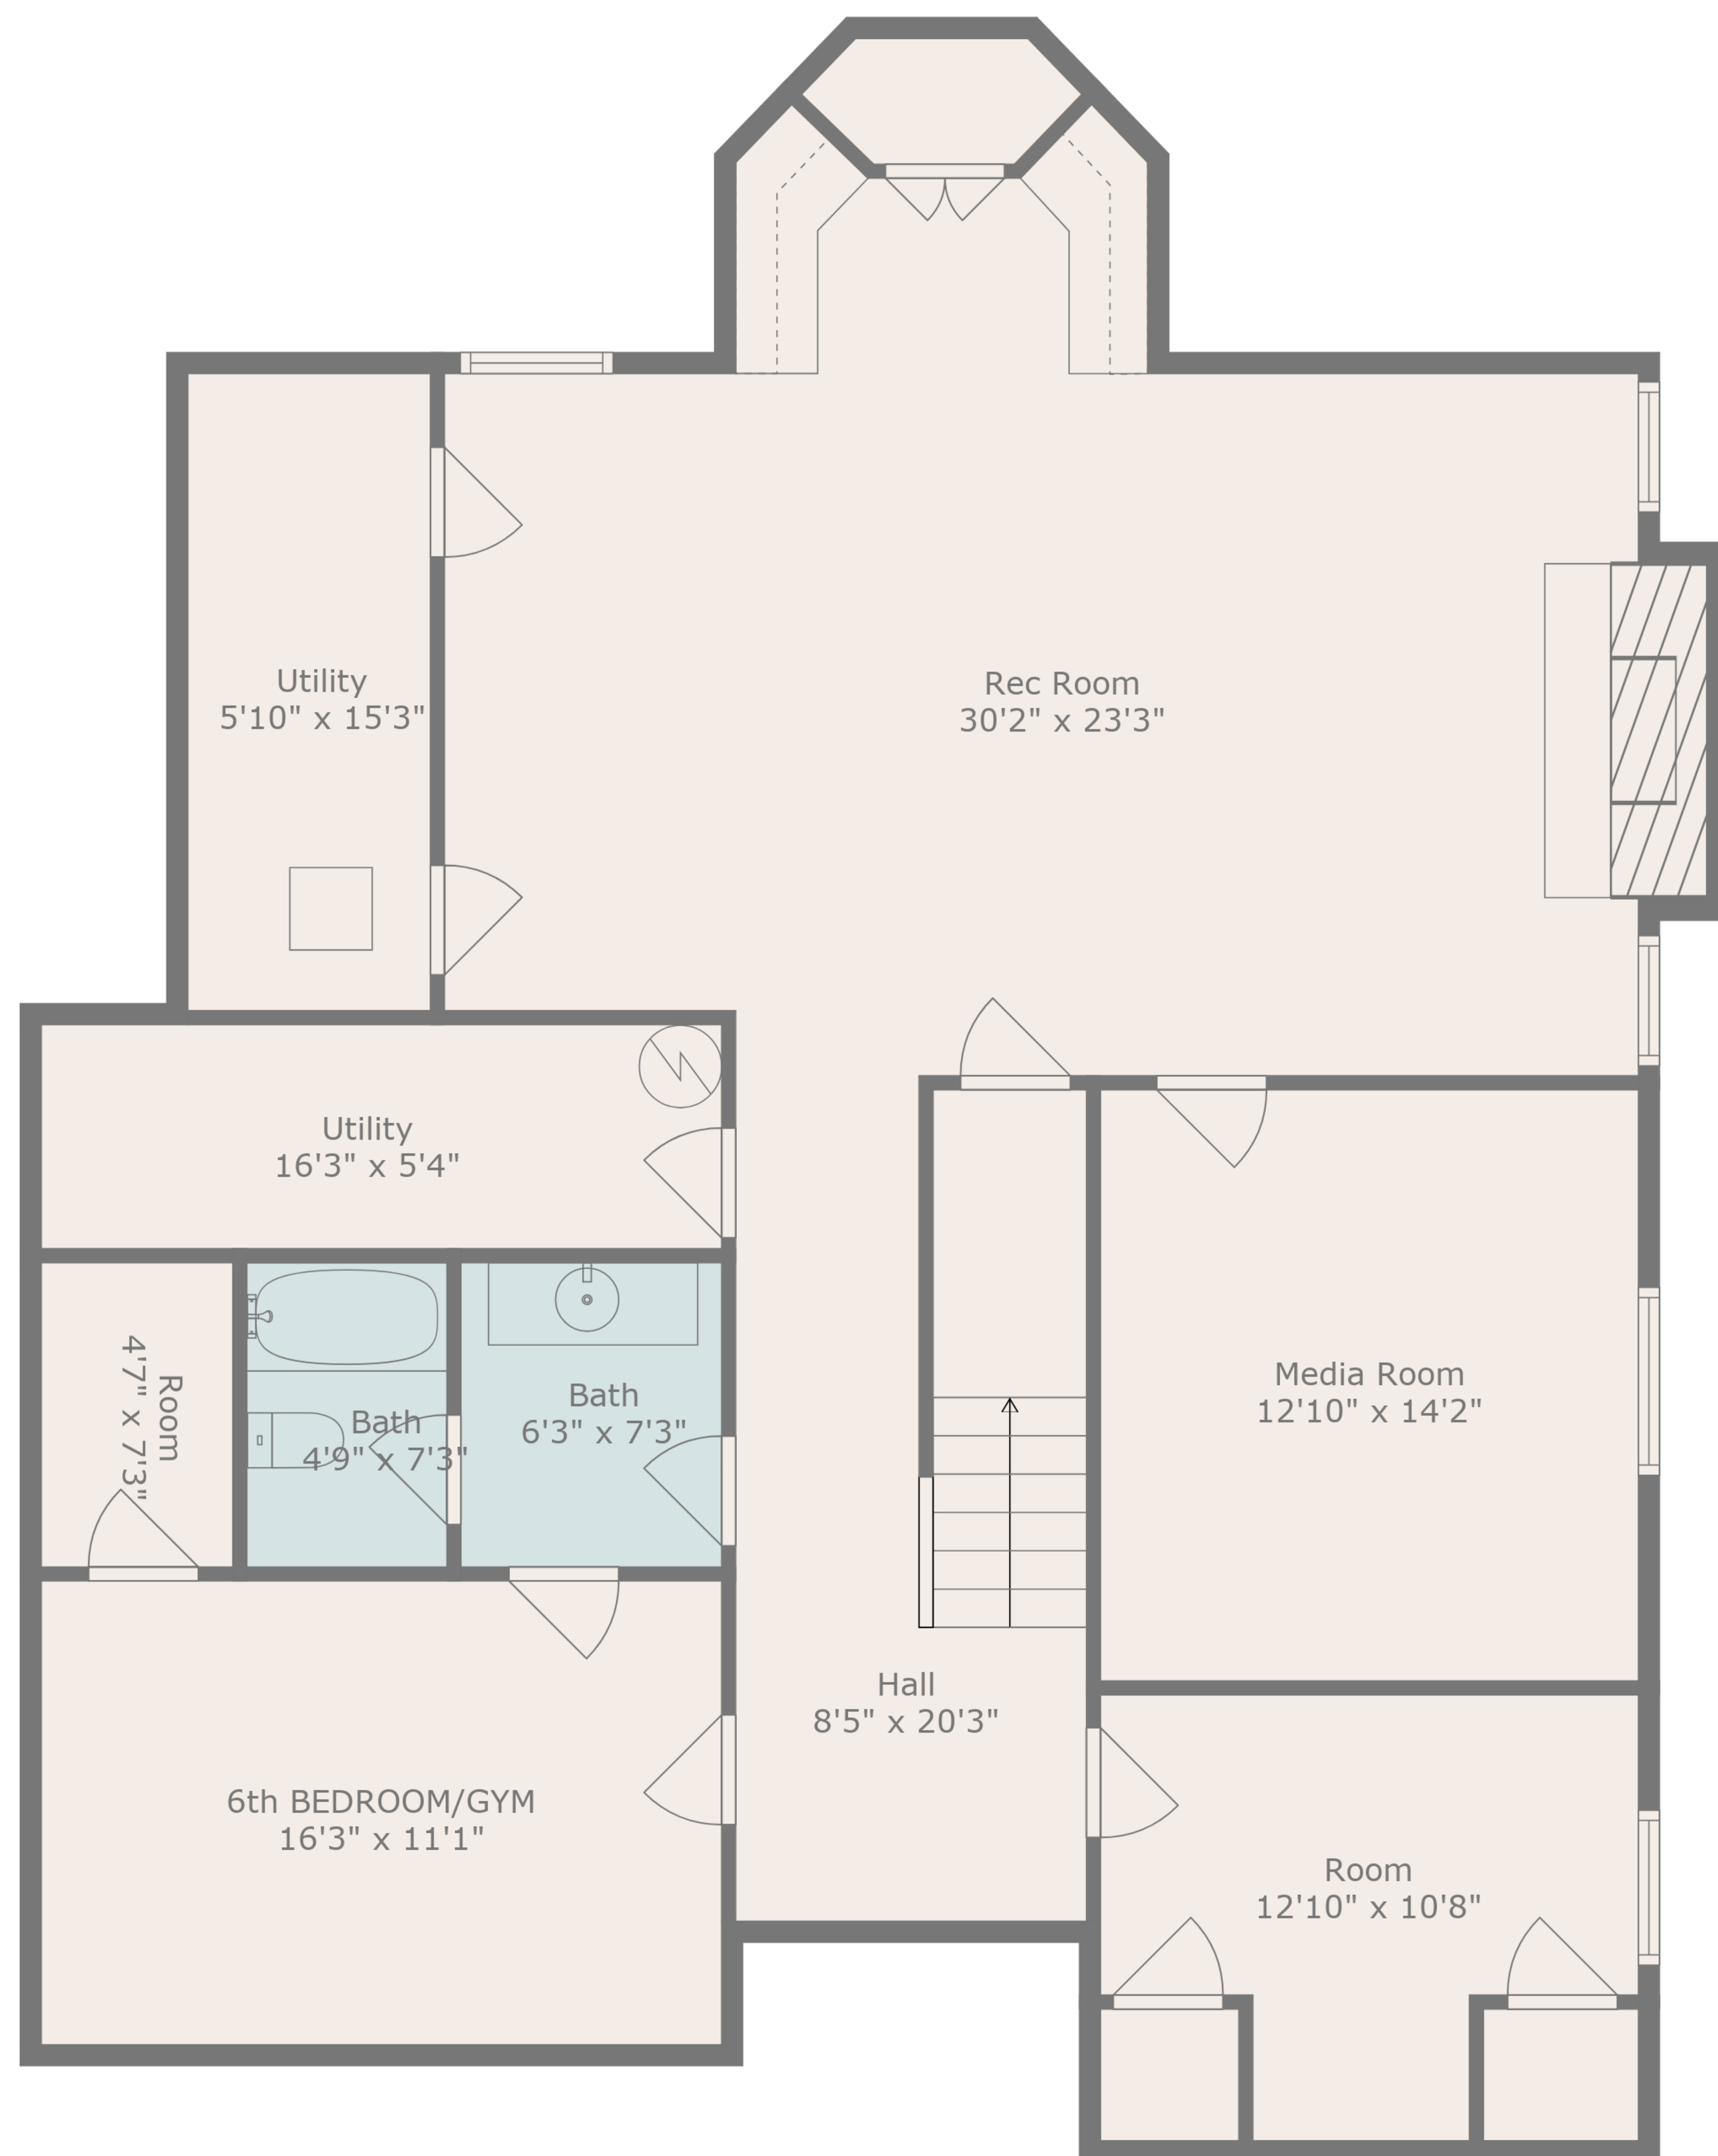 Utility
5'10" x 15'3"
Rec Room
30'2" x 23'3"
Utility
16'3" x 5'4"
Room
4'7" x 7'3"
Bath
4'9" x 7'3"
Bath
6'3" x 7'3"
Media Room
12'10" x 14'2"
Hall
8'5" x 20'3"
6th BEDROOM/GYM
16'3" x 11'1"
Room
12'10" x 10'8"